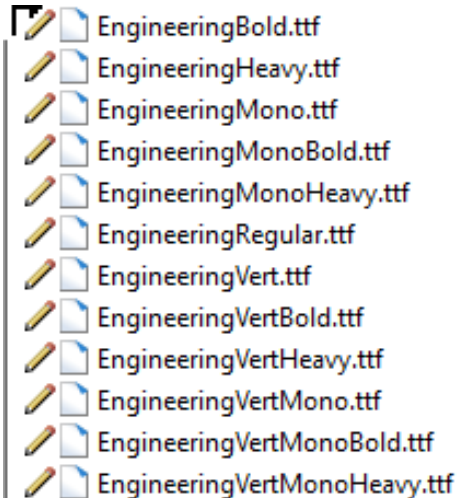 EngineeringBold.ttf
EngineeringHeavy.ttf
EngineeringMono.ttf
EngineeringMonoBold.ttf
EngineeringMonoHeavy.ttf
EngineeringRegular.ttf
EngineeringVert.ttf
EngineeringVertBold.ttf
EngineeringVertHeavy.ttf
EngineeringVertMono.ttf
EngineeringVertMonoBold.ttf
EngineeringVertMonoHeavy.ttf